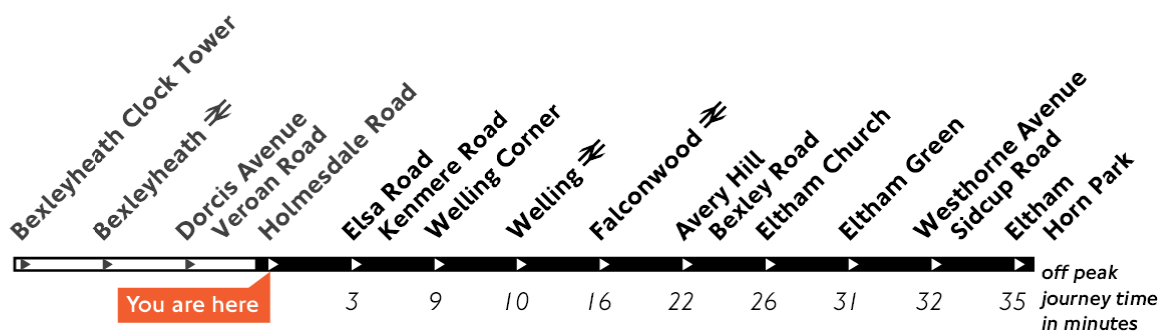 Bexleyheath Clock Tower
Bexleyheath
Dorcis Avenue
Veroan Road
Holmesdale Road
Elsa Road
Kenmere Road
Welling Corner
Welling
Falconwood
Avery Hill
Bexley Road
Eltham Church
Eltham Green
Westhorne Avenue
Sidcup Road
Eltham
Horn Park
You are here
3 9 10 16 22 26 31 32 35
off peak
journey time
in minutes